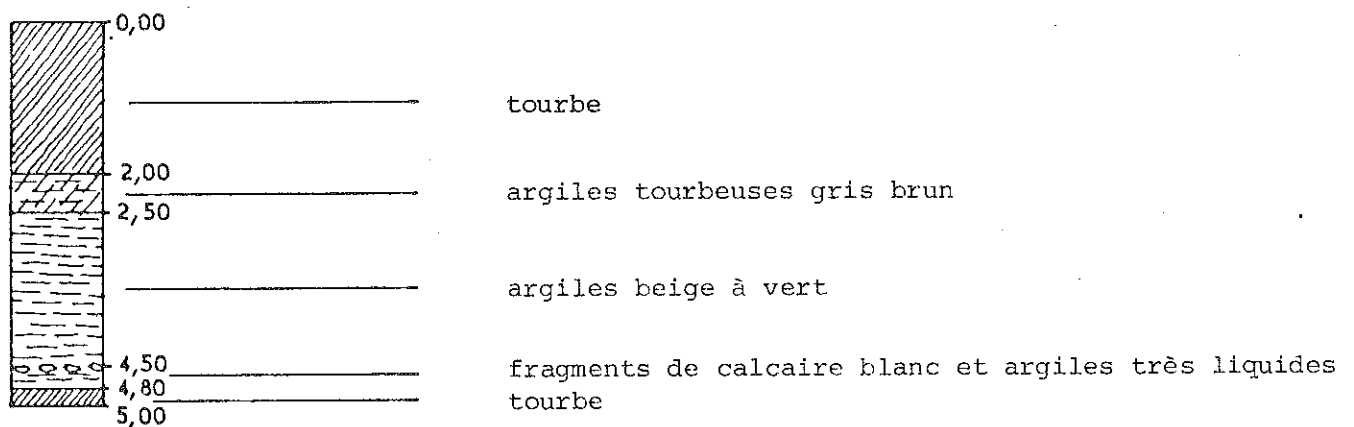 0,00
tourbe
2,00
argiles tourbeuses gris brun
2,50
argiles beige à vert
4,50
fragments de calcaire blanc et argiles très liquides
4,80
tourbe
5,00